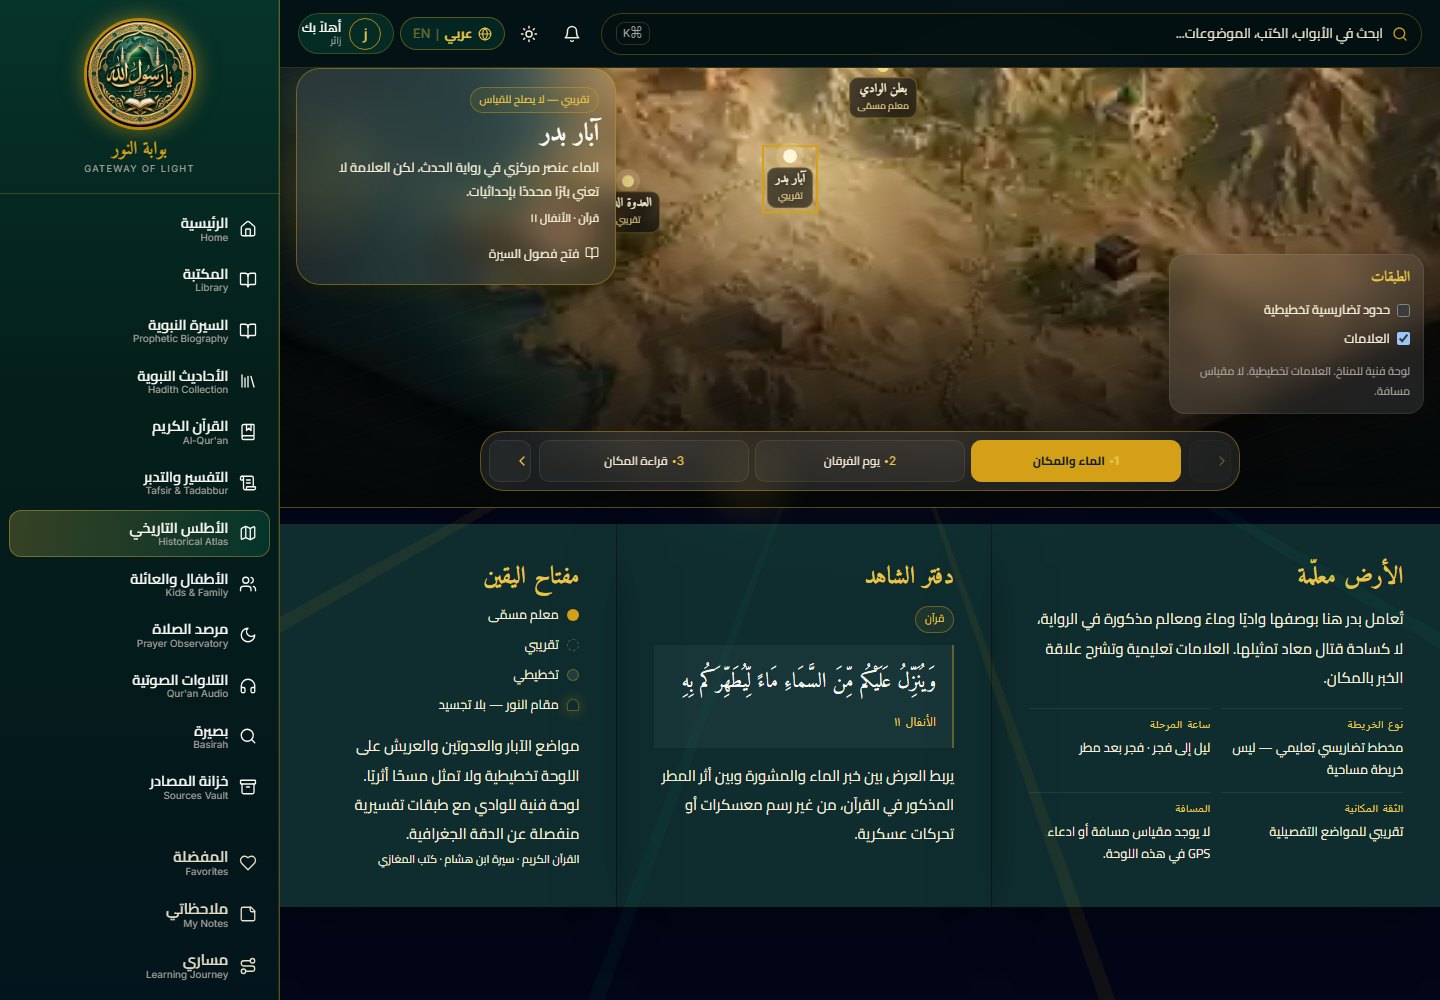 يا رسول الله
بوابة النور
GATEWAY OF LIGHT
الرئيسية
Home
المكتبة
Library
السيرة النبوية
Prophetic Biography
الأحاديث النبوية
Hadith Collection
القرآن الكريم
Al-Qur'an
التفسير والتدبر
Tafsir & Tadabbur
الأطلس التاريخي
Historical Atlas
الأطفال والعائلة
Kids & Family
مرصد الصلاة
Prayer Observatory
التلاوات الصوتية
Qur'an Audio
بصيرة
Basirah
خزانة المصادر
Sources Vault
المفضلة
Favorites
ملاحظاتي
My Notes
مساري
Learning Journey
ابحث في الأبواب، الكتب، الموضوعات...
⌘K
عربي | EN
ز
أهلاً بك
زائر
بطن الوادي
معلم مسمّى
آبار بدر
تقريبي
العدوة ال
تقريبي
تقريبي — لا يصلح للقياس
آبار بدر
الماء عنصر مركزي في رواية الحدث، لكن العلامة لا
تعني بئرًا محددًا بإحداثيات.
قرآن · الأنفال ١١
فتح فصول السيرة
الطبقات
حدود تضاريسية تخطيطية
العلامات
لوحة فنية للمناخ. العلامات تخطيطية. لا مقياس
مسافة.
1• الماء والمكان
2• يوم الفرقان
3• قراءة المكان
الأرض معلّمة
تُعامل بدر هنا بوصفها واديًا وماءً ومعالم مذكورة في الرواية،
لا كساحة قتال معاد تمثيلها. العلامات تعليمية وتشرح علاقة
الخبر بالمكان.
نوع الخريطة
مخطط تضاريسي تعليمي — ليس
خريطة مساحية
ساعة المرحلة
ليل إلى فجر · فجر بعد مطر
الثقة المكانية
تقريبي للمواضع التفصيلية
المسافة
لا يوجد مقياس مسافة أو ادعاء
GPS في هذه اللوحة.
دفتر الشاهد
قرآن
وَيُنَزِّلُ عَلَيْكُم مِّنَ السَّمَاءِ مَاءً لِّيُطَهِّرَكُم بِهِ
الأنفال ١١
يربط العرض بين خبر الماء والمشورة وبين أثر المطر
المذكور في القرآن، من غير رسم معسكرات أو
تحركات عسكرية.
مفتاح اليقين
معلم مسمّى
تقريبي
تخطيطي
مقام النور — بلا تجسيد
مواضع الآبار والعدوتين والعريش على
اللوحة تخطيطية ولا تمثل مسحًا أثريًا.
لوحة فنية للوادي مع طبقات تفسيرية
منفصلة عن الدقة الجغرافية.
القرآن الكريم · سيرة ابن هشام · كتب المغازي